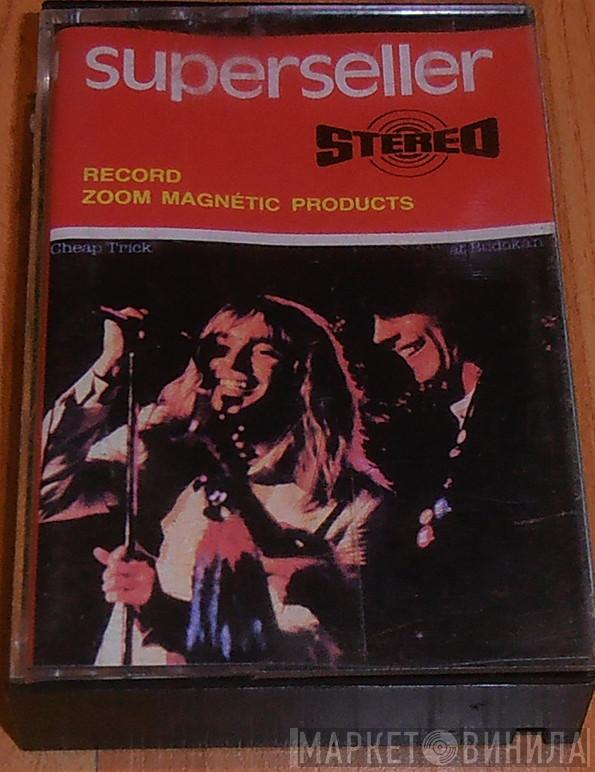 superseller
STEREO
RECORD
ZOOM MAGNÉTIC PRODUCTS
Cheap Trick at Budokan
МАРКЕТ ВИНИЛА